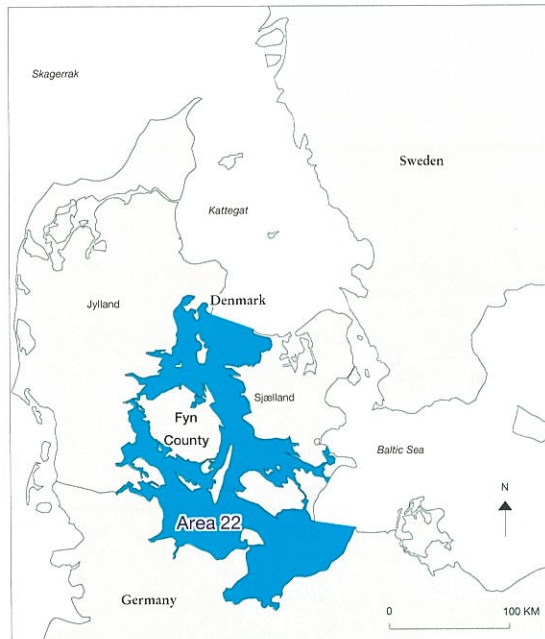 Skagerrak
Sweden
Kattegat
Jylland
Denmark
Sjælland
Fyn
County
Baltic Sea
N
Area 22
Germany
0
100 KM